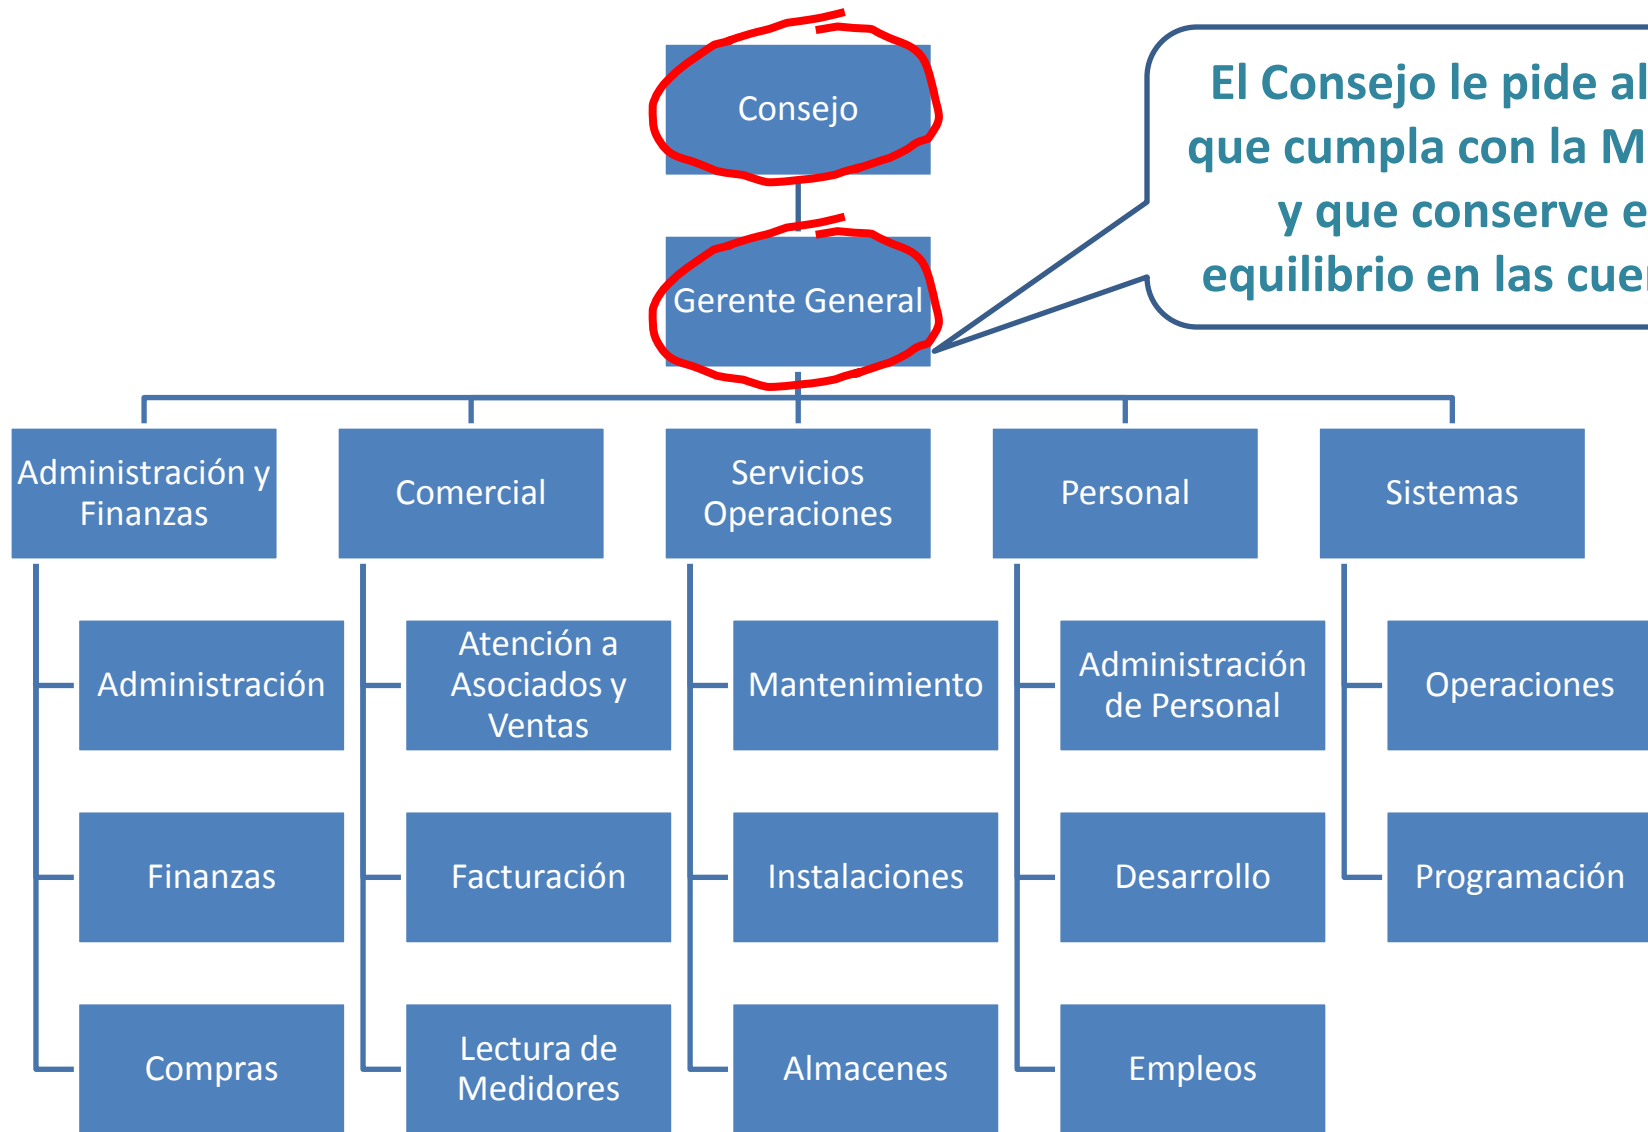 Consejo
El Consejo le pide al
que cumpla con la M
y que conserve e
equilibrio en las cue
Gerente General
Administración y
Finanzas
Comercial
Servicios
Operaciones
Personal
Sistemas
Administración
Atención a
Asociados y
Ventas
Mantenimiento
Administración
de Personal
Operaciones
Finanzas
Facturación
Instalaciones
Desarrollo
Programación
Compras
Lectura de
Medidores
Almacenes
Empleos